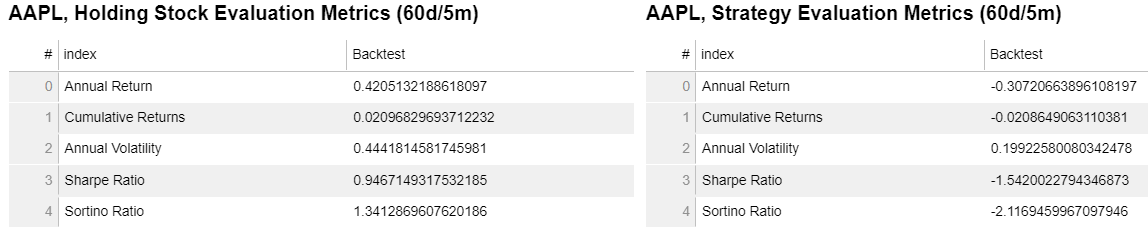 AAPL, Holding Stock Evaluation Metrics (60d/5m)
# index Backtest
0 Annual Return 0.4205132188618097
1 Cumulative Returns 0.02096829693712232
2 Annual Volatility 0.4441814581745981
3 Sharpe Ratio 0.9467149317532185
4 Sortino Ratio 1.3412869607620186
AAPL, Strategy Evaluation Metrics (60d/5m)
# index Backtest
0 Annual Return -0.30720663896108197
1 Cumulative Returns -0.0208649063110381
2 Annual Volatility 0.19922580080342478
3 Sharpe Ratio -1.5420022794346873
4 Sortino Ratio -2.1169459967097946